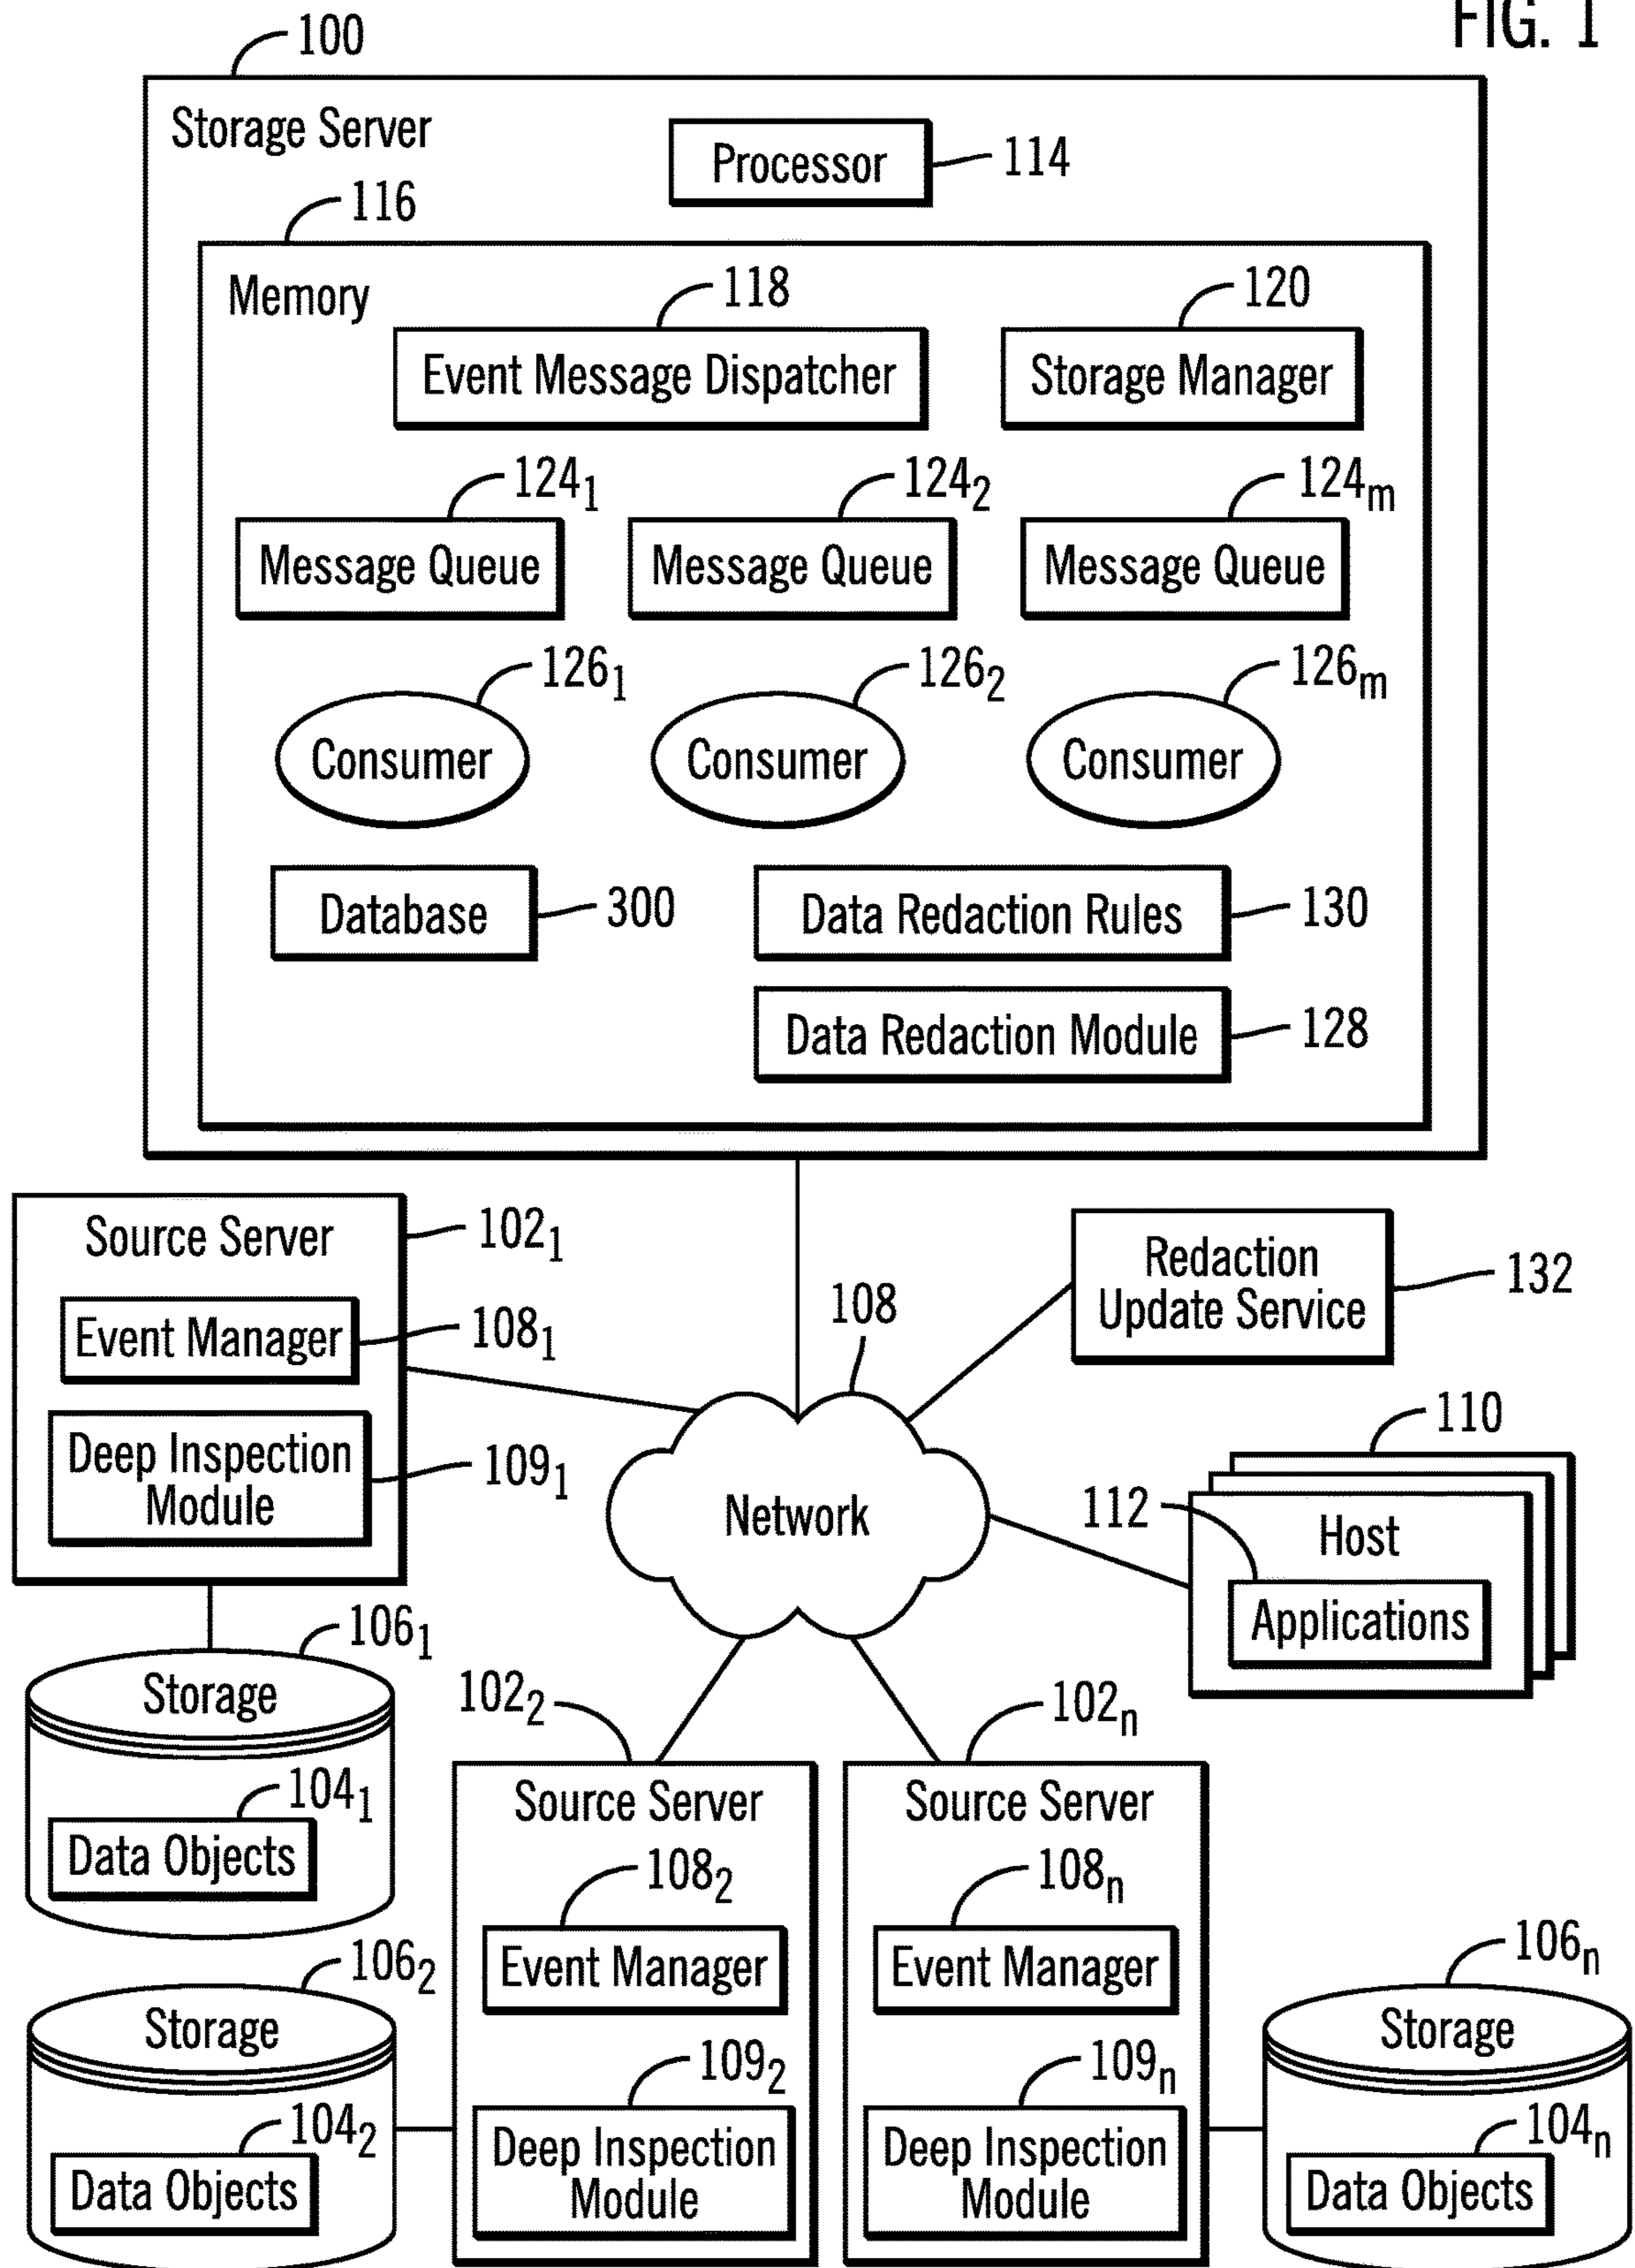 FIG. 1
100
Storage Server
Processor
114
116
Memory
118
120
Event Message Dispatcher
Storage Manager
124₁
124₂
124ₘ
Message Queue
Message Queue
Message Queue
126₁
126₂
126ₘ
Consumer
Consumer
Consumer
Database
300
Data Redaction Rules
130
Data Redaction Module
128
Source Server
102₁
Event Manager
108₁
Deep Inspection
Module
109₁
108
Network
Redaction
Update Service
132
110
112
Host
Applications
106₁
Storage
104₁
Data Objects
106₂
Storage
104₂
Data Objects
102₂
Source Server
108₂
Event Manager
109₂
Deep Inspection
Module
102ₙ
Source Server
108ₙ
Event Manager
109ₙ
Deep Inspection
Module
106ₙ
Storage
104ₙ
Data Objects